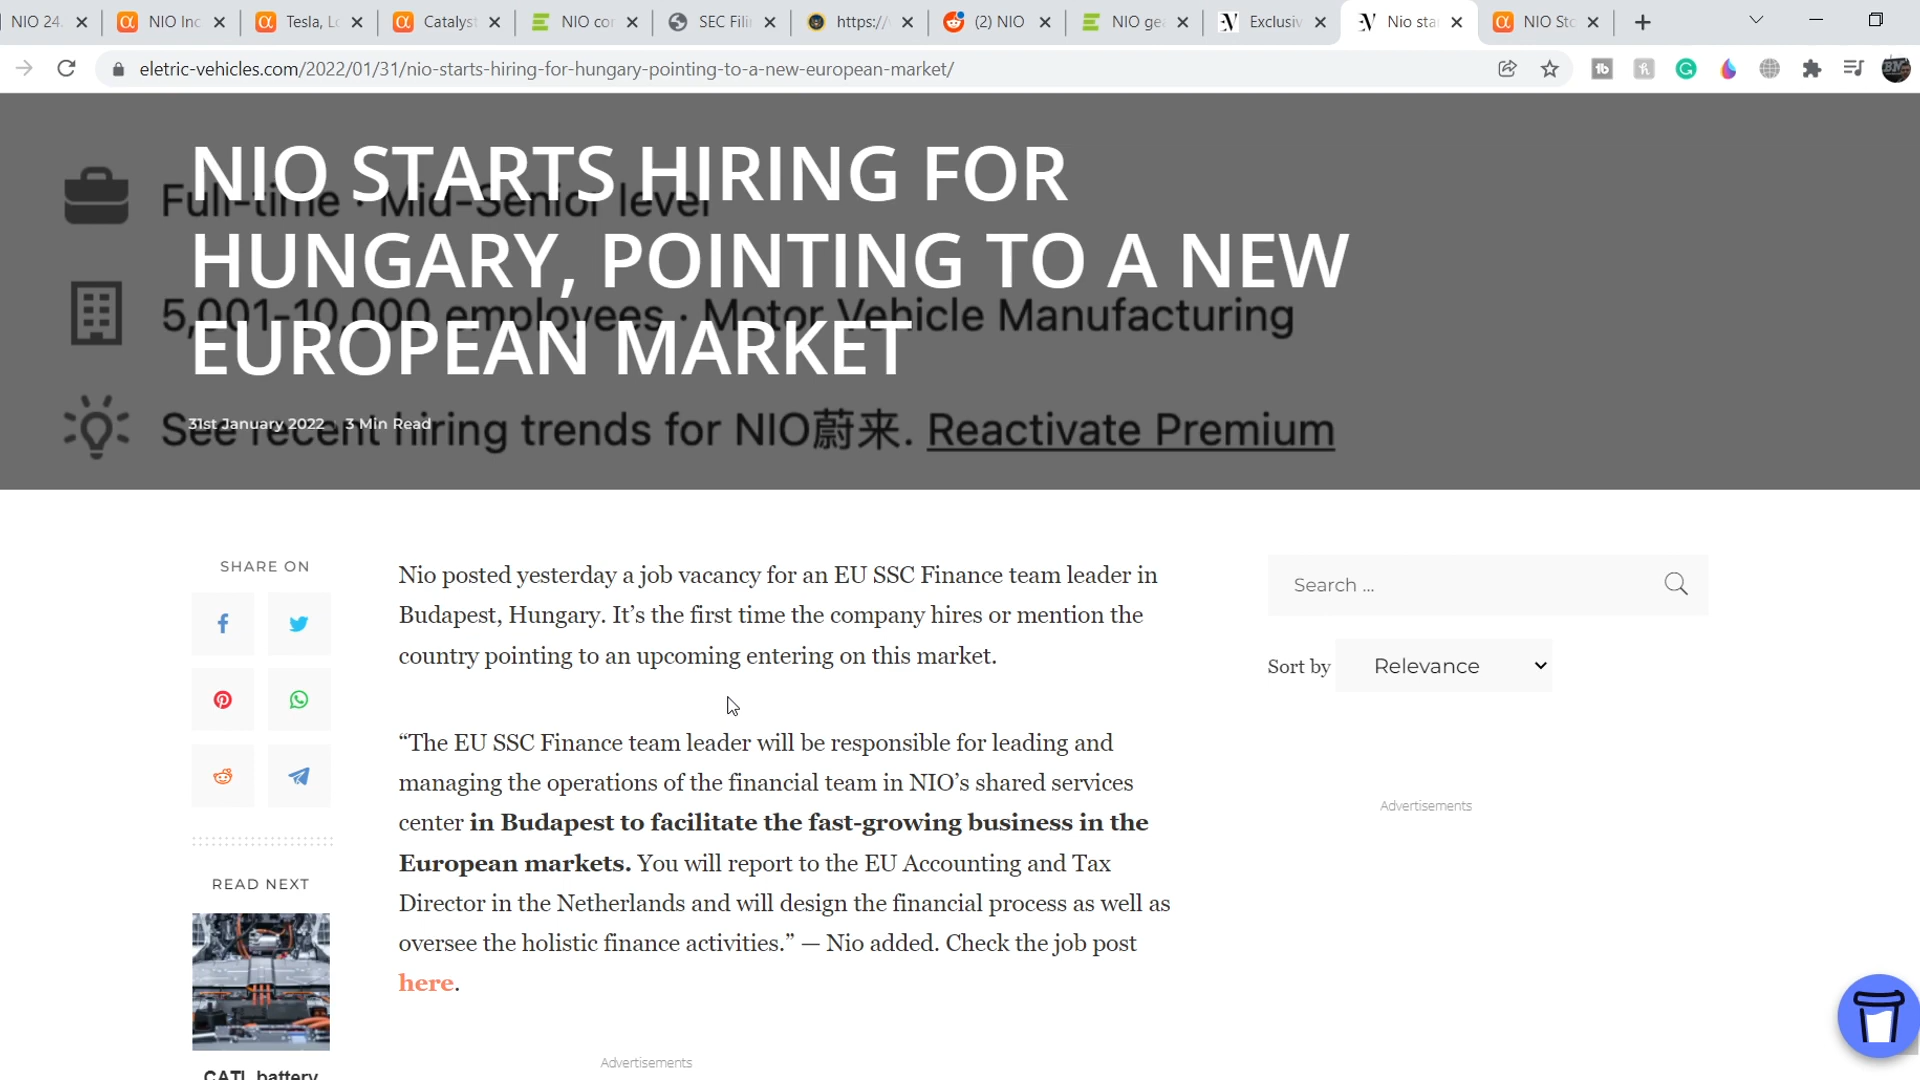 NIO 24.
NIO Inc
Tesla, Lo
Catalyst
NIO cor
SEC Fili
https://
(2) NIO
NIO gea
Exclusiv
Nio star
NIO Sto
eletric-vehicles.com/2022/01/31/nio-starts-hiring-for-hungary-pointing-to-a-new-european-market/
NIO STARTS HIRING FOR
Full-time · Mid-Senior level
HUNGARY, POINTING TO A NEW
5,001-10,000 employees · Motor Vehicle Manufacturing
EUROPEAN MARKET
31st January 2022 3 Min Read
See recent hiring trends for NIO蔚来. Reactivate Premium
SHARE ON
Nio posted yesterday a job vacancy for an EU SSC Finance team leader in
Budapest, Hungary. It’s the first time the company hires or mention the
country pointing to an upcoming entering on this market.
“The EU SSC Finance team leader will be responsible for leading and
managing the operations of the financial team in NIO’s shared services
center in Budapest to facilitate the fast-growing business in the
European markets. You will report to the EU Accounting and Tax
Director in the Netherlands and will design the financial process as well as
oversee the holistic finance activities.” — Nio added. Check the job post
here.
Advertisements
Search ...
Sort by Relevance
Advertisements
READ NEXT
CATL battery